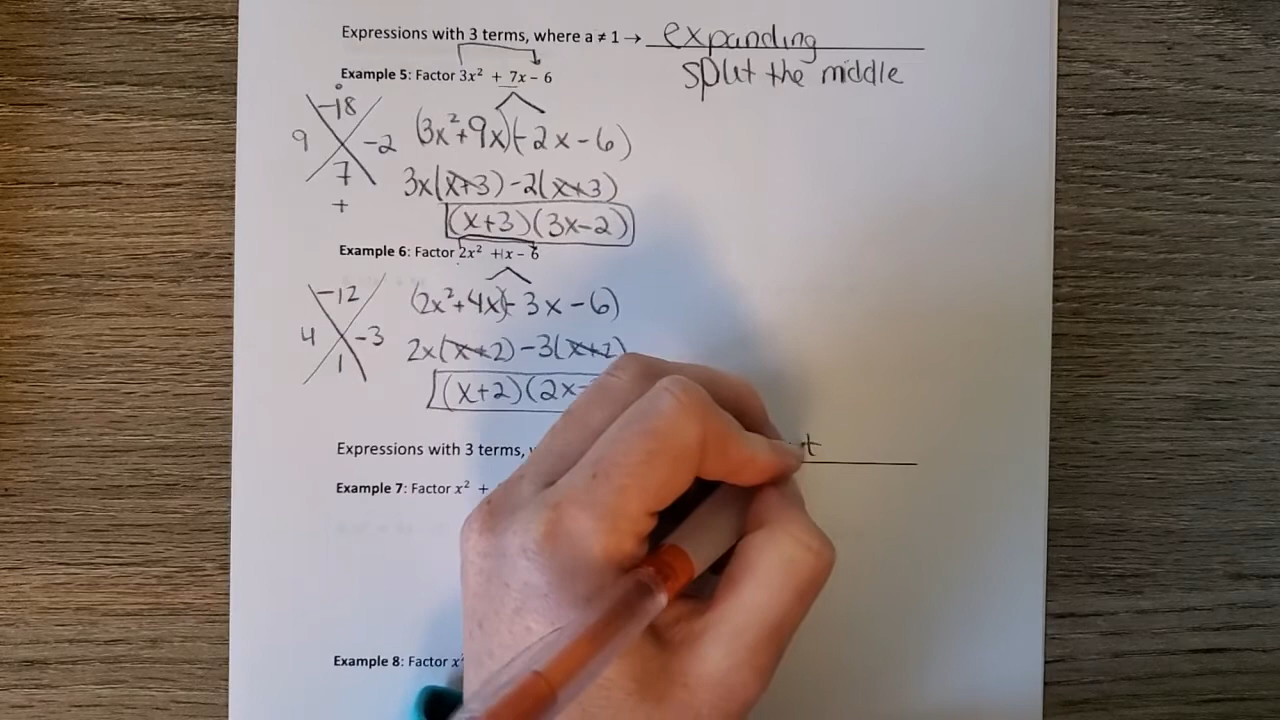 Expressions with 3 terms, where a ≠ 1 → expanding
split the middle
Example 5: Factor 3x² + 7x - 6
-18
9 -2
7
+
(3x²+9x)(-2x-6)
3x(x+3)-2(x+3)
(x+3)(3x-2)
Example 6: Factor 2x² +1x - 6
-12
4 -3
1
(2x²+4x)(-3x-6)
2x(x+2)-3(x+2)
(x+2)(2x-
Expressions with 3 terms,
t
Example 7: Factor x² +
Example 8: Factor x